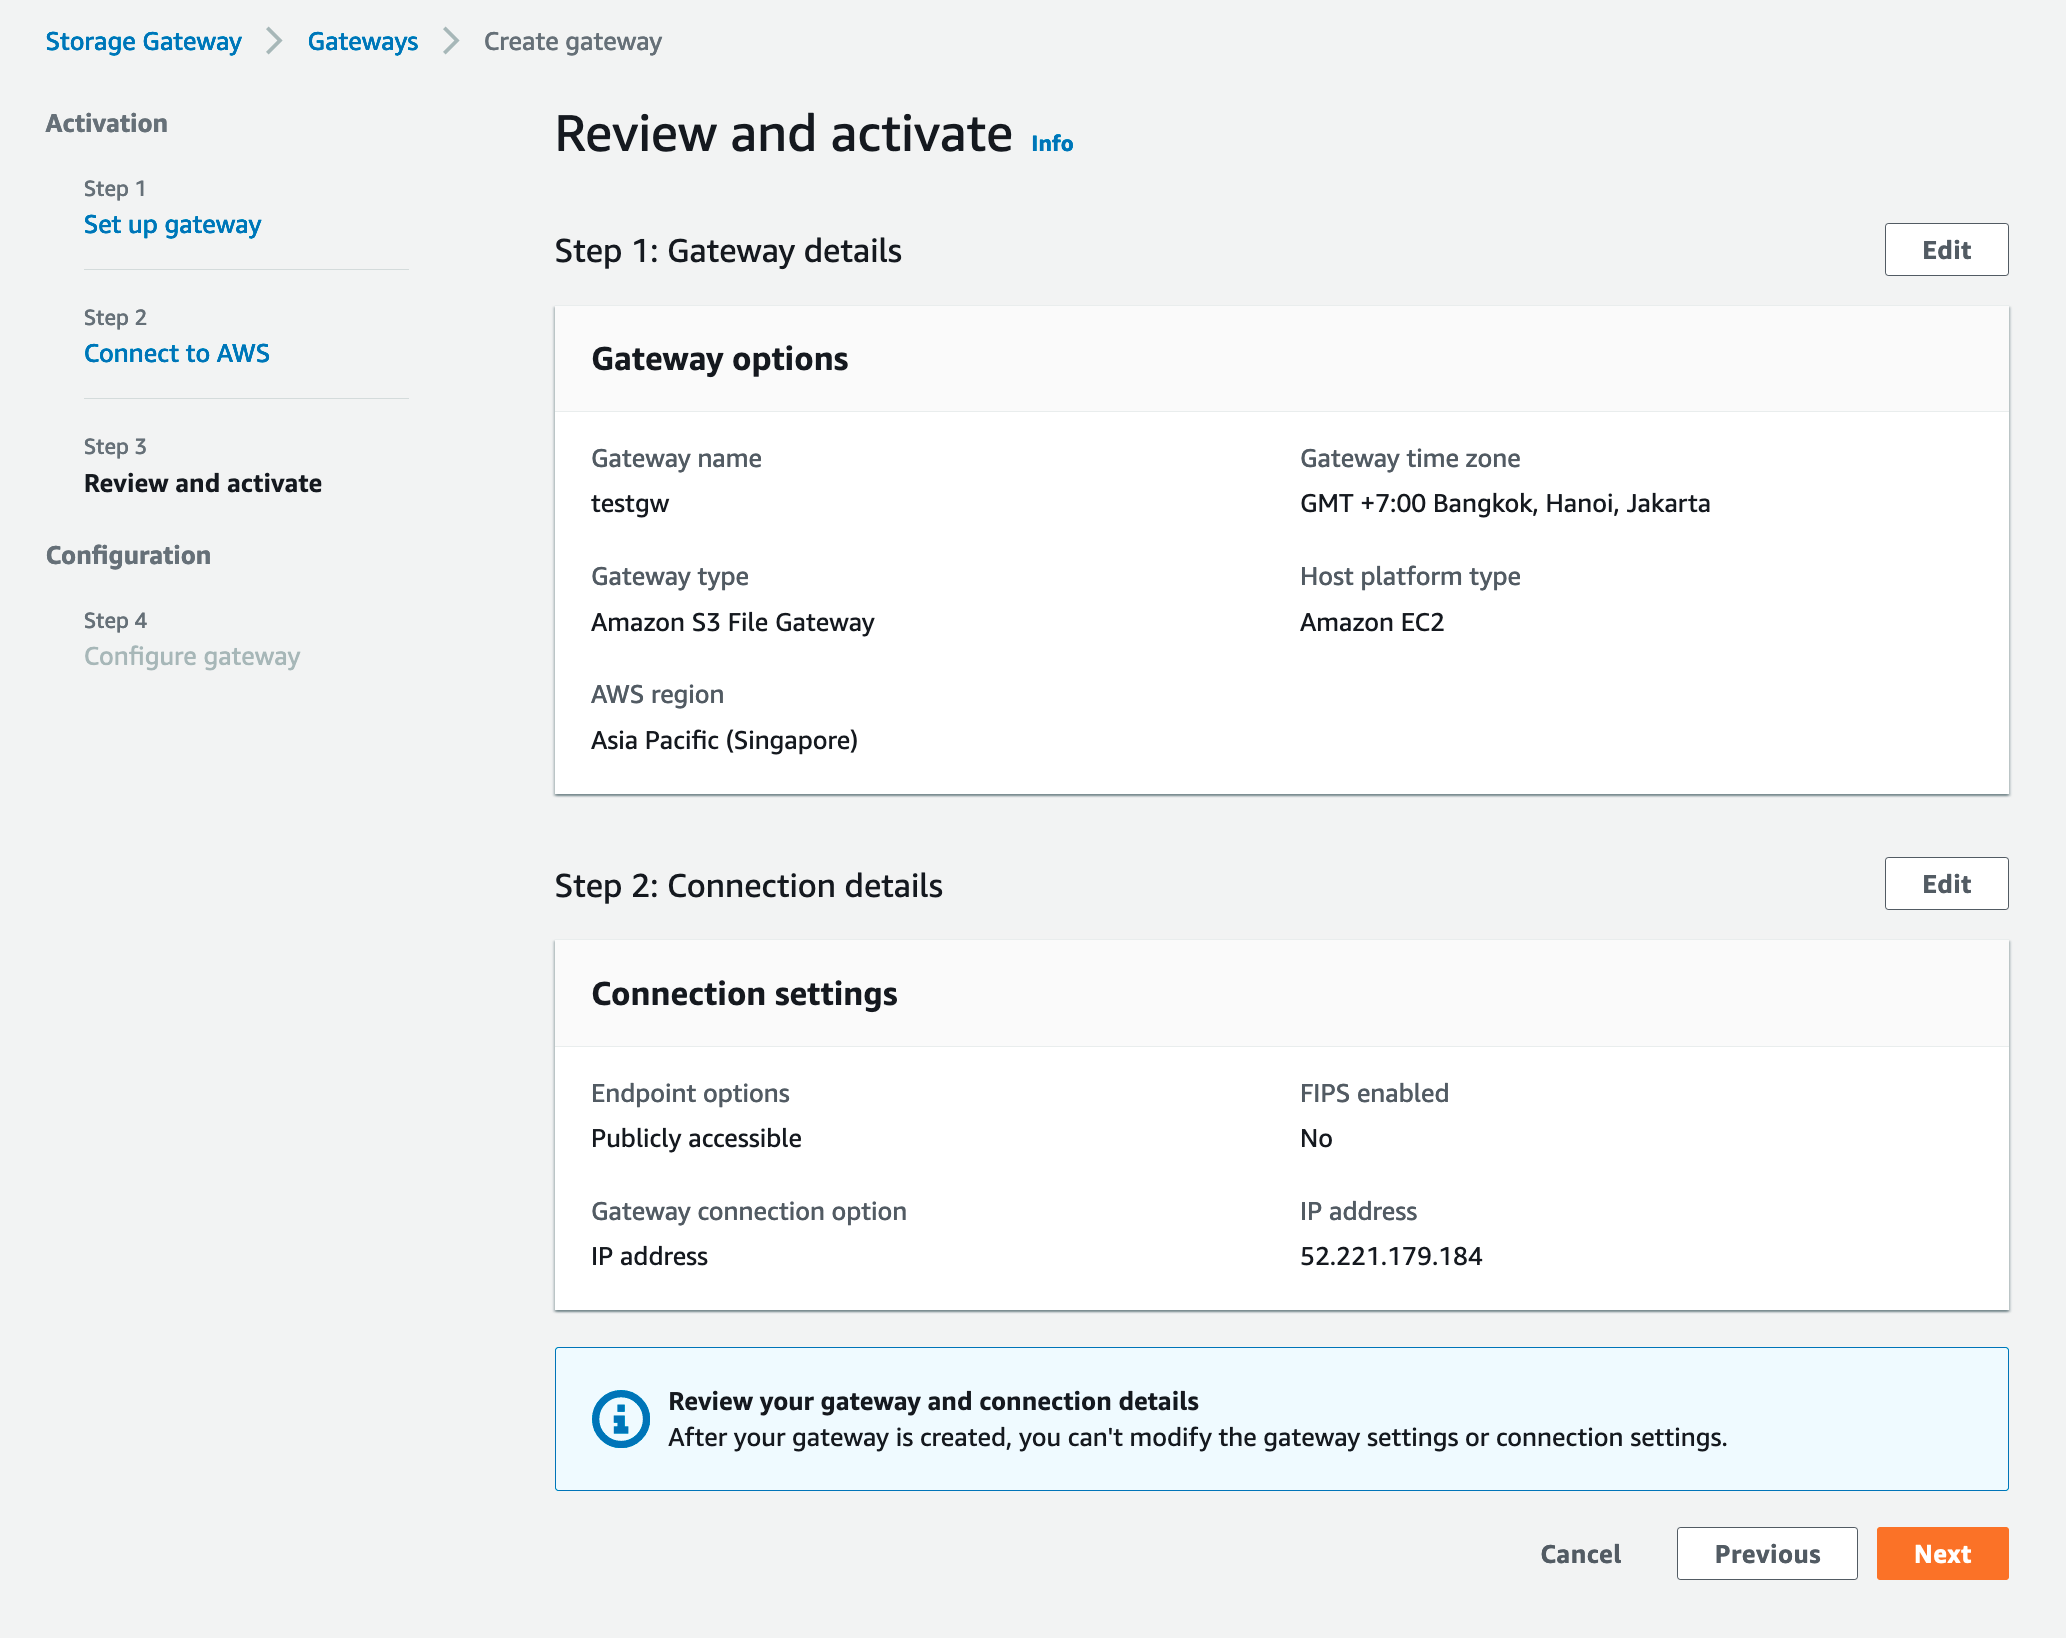 Storage Gateway
Gateways
Create gateway
Activation
Step 1
Set up gateway
Step 2
Connect to AWS
Step 3
Review and activate
Configuration
Step 4
Configure gateway
Review and activate Info
Step 1: Gateway details
Edit
Gateway options
Gateway name
testgw
Gateway time zone
GMT +7:00 Bangkok, Hanoi, Jakarta
Gateway type
Amazon S3 File Gateway
Host platform type
Amazon EC2
AWS region
Asia Pacific (Singapore)
Step 2: Connection details
Edit
Connection settings
Endpoint options
Publicly accessible
FIPS enabled
No
Gateway connection option
IP address
IP address
52.221.179.184
Review your gateway and connection details
After your gateway is created, you can't modify the gateway settings or connection settings.
Cancel
Previous
Next